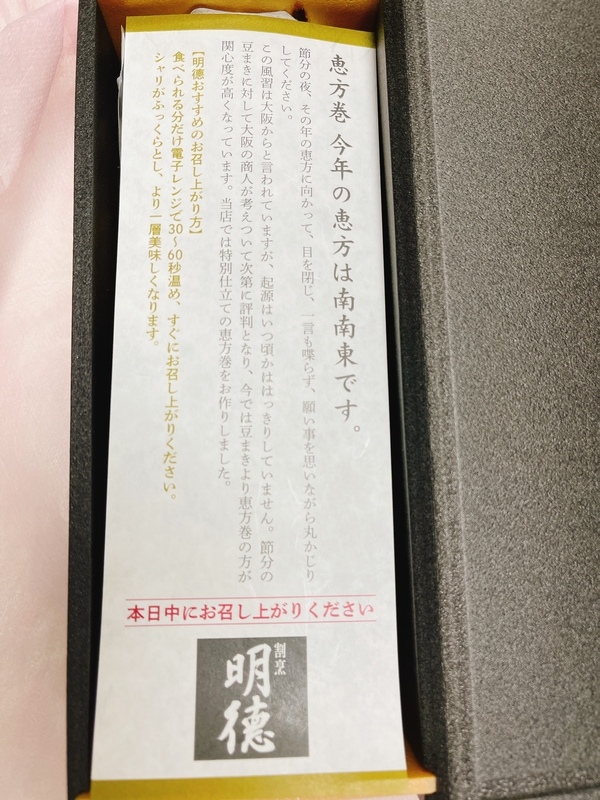 恵方巻 今年の恵方は南南東です。
節分の夜、その年の恵方に向かって、目を閉じ、一言も喋らず、願い事を思いながら丸かじり
してください。
この風習は大阪からと言われていますが、起源はいつ頃かははっきりしていません。節分の
豆まきに対して大阪の商人が考えついて次第に評判となり、今では豆まきより恵方巻の方が
関心度が高くなっています。当店では特別仕立ての恵方巻をお作りしました。
【明徳おすすめのお召し上がり方】
食べられる分だけ電子レンジで30～60秒温め、すぐにお召し上がりください。
シャリがふっくらとし、より一層美味しくなります。
本日中にお召し上がりください
割烹
明徳